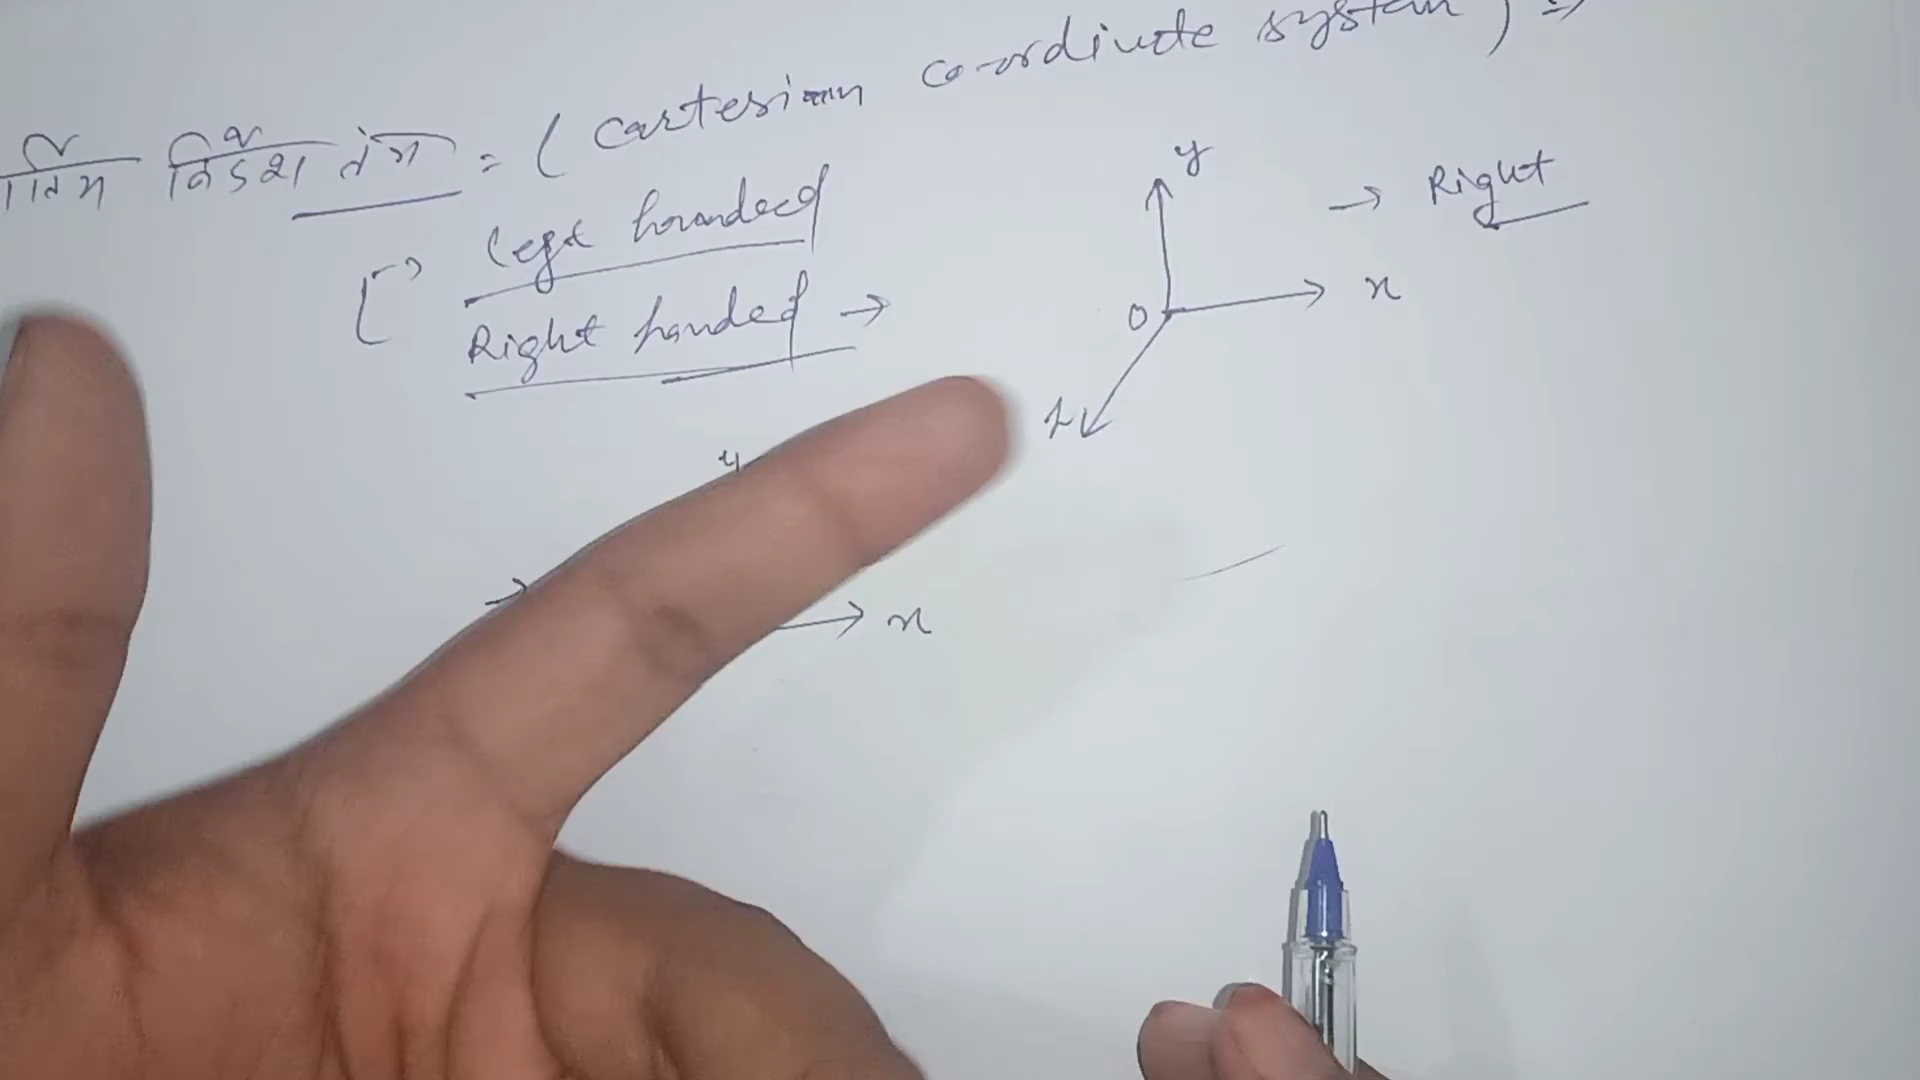 निर्देशांक तंत्र = ( Cartesian co-ordinate system ) =>
Left handed
Right handed →
y
→ Right
0
x
z
y
→
x